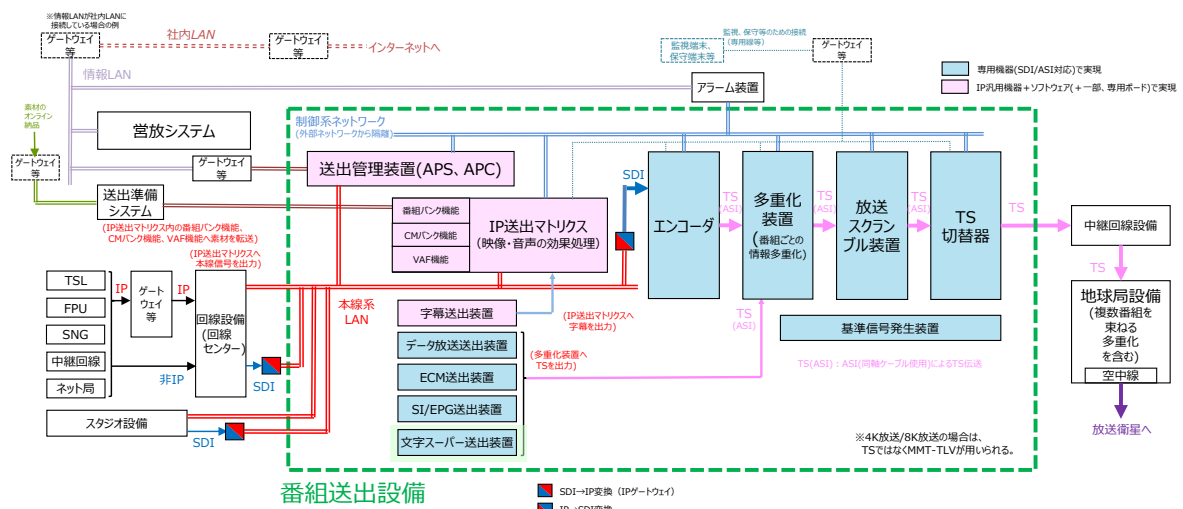 ※情報LANが社内LANに
接続している場合の例
ゲートウェイ
等
社内LAN
ゲートウェイ
等
インターネットへ
監視端末、
保守端末等
監視、保守等のための接続
（専用線等）
ゲートウェイ
等
専用機器(SDI/ASI対応)で実現
IP汎用機器＋ソフトウェア(＋一部、専用ボード)で実現
情報LAN
アラーム装置
素材の
オンライン
納品
営放システム
制御系ネットワーク
(外部ネットワークから隔離)
ゲートウェイ
等
ゲートウェイ
等
送出管理装置(APS、APC)
送出準備
システム
(IP送出マトリクス内の番組バンク機能、
CMバンク機能、VAF機能へ素材を転送)
番組バンク機能
CMバンク機能
VAF機能
IP送出マトリクス
(映像・音声の効果処理)
SDI
エンコーダ
TS
(ASI)
多重化
装置
(番組ごとの
情報多重化)
TS
(ASI)
放送
スクラン
ブル装置
TS
(ASI)
TS
切替器
TS
中継回線設備
TS
(IP送出マトリクスへ
本線信号を出力)
TSL
FPU
SNG
中継回線
ネット局
IP
ゲート
ウェイ
等
IP
非IP
回線設備
(回線
センター)
SDI
本線系
LAN
字幕送出装置
(IP送出マトリクスへ
字幕を出力)
データ放送送出装置
ECM送出装置
SI/EPG送出装置
文字スーパー送出装置
(多重化装置へ
TSを出力)
TS
(ASI)
基準信号発生装置
TS(ASI)：ASI(同軸ケーブル使用)によるTS伝送
地球局設備
(複数番組を
束ねる
多重化
を含む)
空中線
放送衛星へ
スタジオ設備
SDI
※4K放送/8K放送の場合は、
TSではなくMMT-TLVが用いられる。
番組送出設備
SDI→IP変換（IPゲートウェイ）
IP→SDI変換